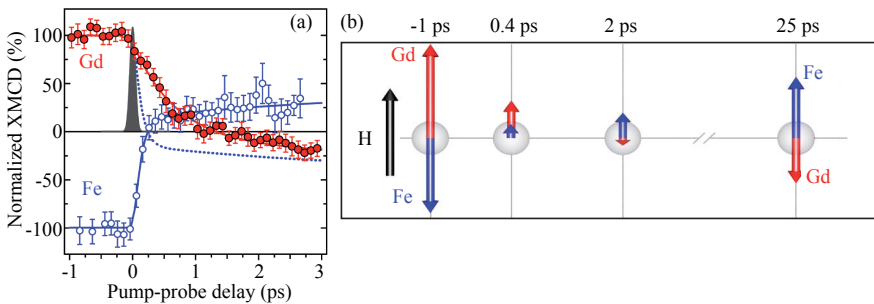 (a)
Normalized XMCD (%)
100
50
0
-50
-100
Gd
Fe
-1
0
1
2
3
Pump-probe delay (ps)
(b)
-1 ps
0.4 ps
2 ps
25 ps
Gd
Fe
H
Fe
Gd